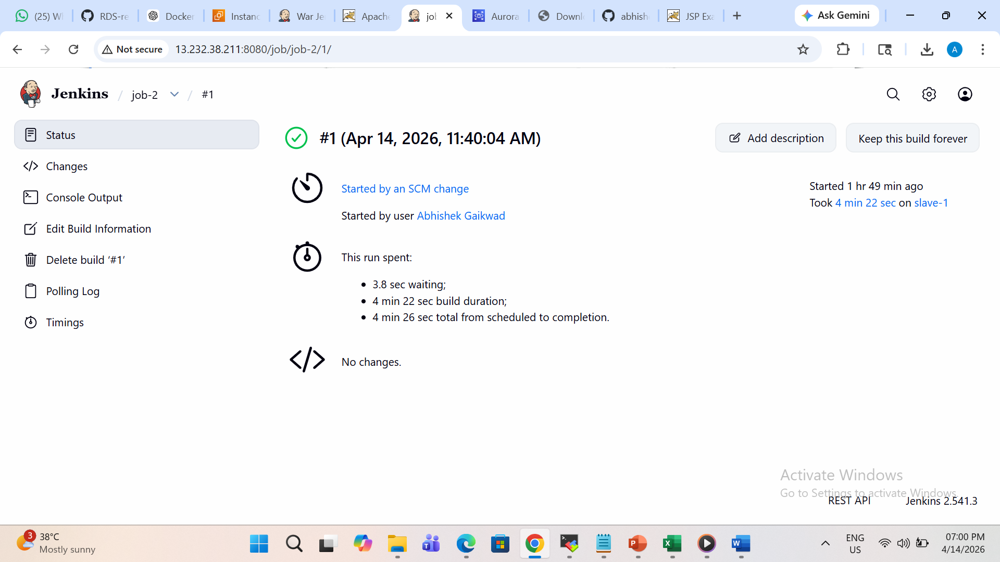 (25) W
RDS-re
Docker
Instanc
War Je
Apache
jo
Aurora
Downl
abhish
JSP Exa
Ask Gemini
Not secure
13.232.38.211:8080/job/job-2/1/
A
Jenkins / job-2 / #1
Status
Changes
Console Output
Edit Build Information
Delete build ‘#1’
Polling Log
Timings
#1 (Apr 14, 2026, 11:40:04 AM)
Add description
Keep this build forever
Started by an SCM change
Started by user Abhishek Gaikwad
Started 1 hr 49 min ago
Took 4 min 22 sec on slave-1
This run spent:
3.8 sec waiting;
4 min 22 sec build duration;
4 min 26 sec total from scheduled to completion.
No changes.
Activate Windows
Go to Settings to activate Windows.
REST API
Jenkins 2.541.3
3
38°C
Mostly sunny
ENG
US
07:00 PM
4/14/2026